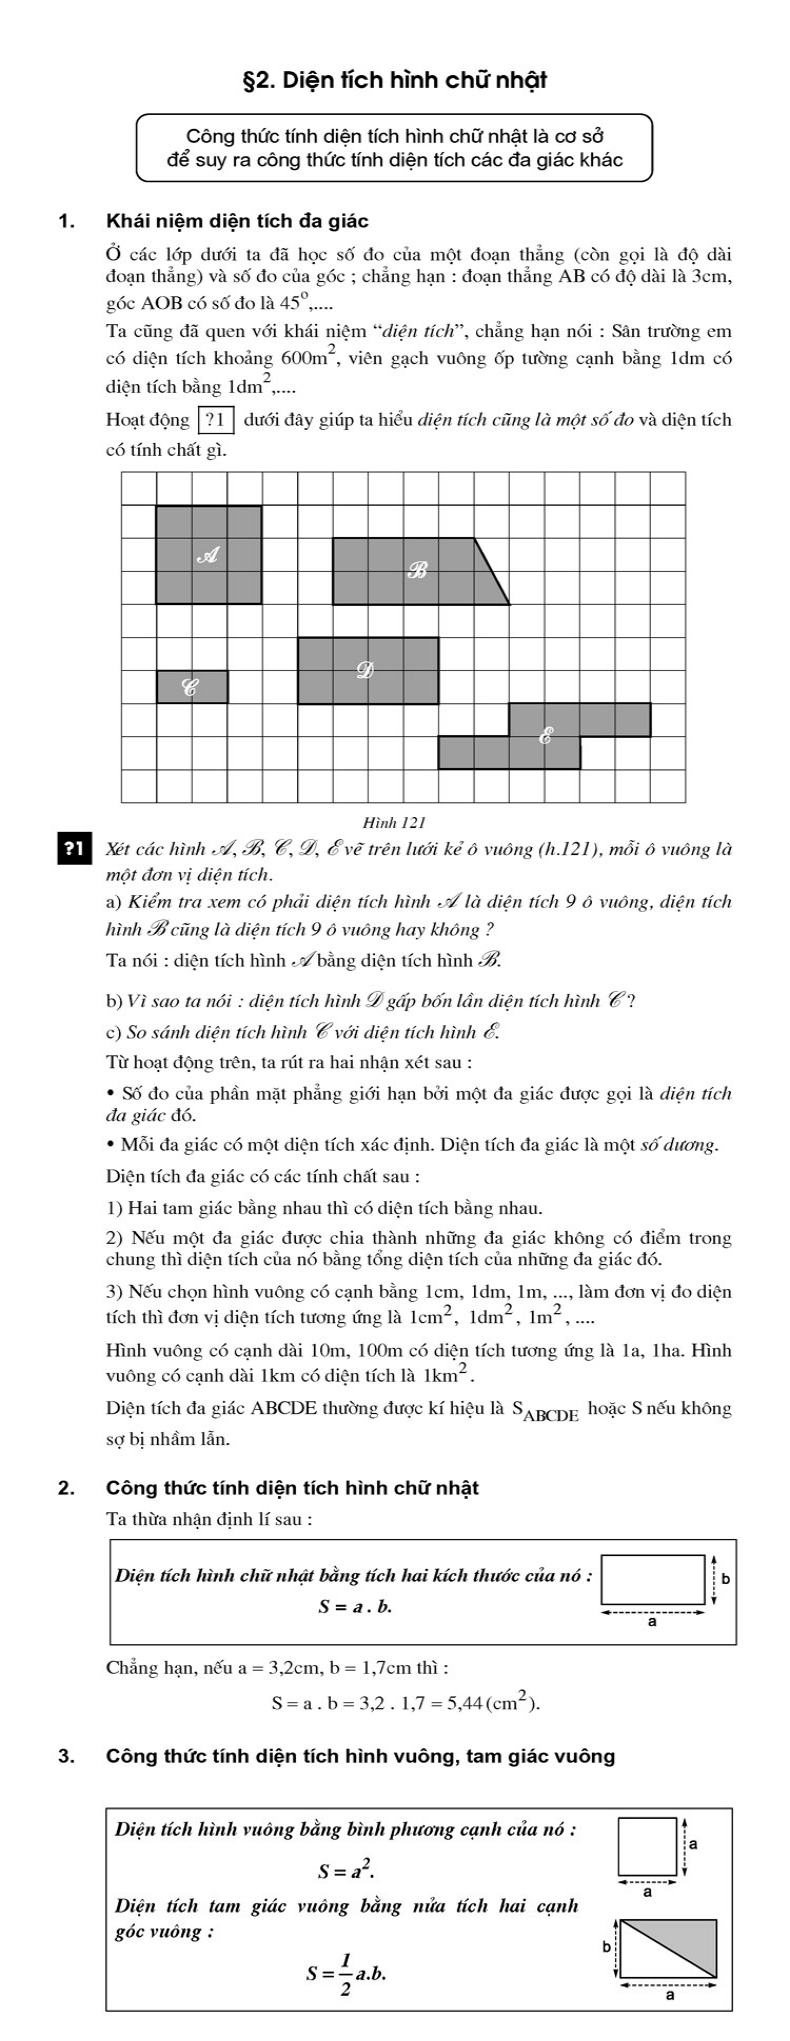 §2. Diện tích hình chữ nhật
Công thức tính diện tích hình chữ nhật là cơ sở
để suy ra công thức tính diện tích các đa giác khác
1. Khái niệm diện tích đa giác
Ở các lớp dưới ta đã học số đo của một đoạn thẳng (còn gọi là độ dài
đoạn thẳng) và số đo của góc ; chẳng hạn : đoạn thẳng AB có độ dài là 3cm,
góc AOB có số đo là 45°,....
Ta cũng đã quen với khái niệm “diện tích”, chẳng hạn nói : Sân trường em
có diện tích khoảng 600m², viên gạch vuông ốp tường cạnh bằng 1dm có
diện tích bằng 1dm²,....
Hoạt động ?1 dưới đây giúp ta hiểu diện tích cũng là một số đo và diện tích
có tính chất gì.
𝒜
ℬ
𝒞
𝒟
ℰ
Hình 121
?1 Xét các hình 𝒜, ℬ, 𝒞, 𝒟, ℰ vẽ trên lưới kẻ ô vuông (h.121), mỗi ô vuông là
một đơn vị diện tích.
a) Kiểm tra xem có phải diện tích hình 𝒜 là diện tích 9 ô vuông, diện tích
hình ℬ cũng là diện tích 9 ô vuông hay không ?
Ta nói : diện tích hình 𝒜 bằng diện tích hình ℬ.
b) Vì sao ta nói : diện tích hình 𝒟 gấp bốn lần diện tích hình 𝒞 ?
c) So sánh diện tích hình 𝒞 với diện tích hình ℰ.
Từ hoạt động trên, ta rút ra hai nhận xét sau :
• Số đo của phần mặt phẳng giới hạn bởi một đa giác được gọi là diện tích
đa giác đó.
• Mỗi đa giác có một diện tích xác định. Diện tích đa giác là một số dương.
Diện tích đa giác có các tính chất sau :
1) Hai tam giác bằng nhau thì có diện tích bằng nhau.
2) Nếu một đa giác được chia thành những đa giác không có điểm trong
chung thì diện tích của nó bằng tổng diện tích của những đa giác đó.
3) Nếu chọn hình vuông có cạnh bằng 1cm, 1dm, 1m, ..., làm đơn vị đo diện
tích thì đơn vị diện tích tương ứng là 1cm², 1dm², 1m², ....
Hình vuông có cạnh dài 10m, 100m có diện tích tương ứng là 1a, 1ha. Hình
vuông có cạnh dài 1km có diện tích là 1km².
Diện tích đa giác ABCDE thường được kí hiệu là S_ABCDE hoặc S nếu không
sợ bị nhầm lẫn.
2. Công thức tính diện tích hình chữ nhật
Ta thừa nhận định lí sau :
Diện tích hình chữ nhật bằng tích hai kích thước của nó :
S = a . b.
b
a
Chẳng hạn, nếu a = 3,2cm, b = 1,7cm thì :
S = a . b = 3,2 . 1,7 = 5,44 (cm²).
3. Công thức tính diện tích hình vuông, tam giác vuông
Diện tích hình vuông bằng bình phương cạnh của nó :
S = a².
a
a
Diện tích tam giác vuông bằng nửa tích hai cạnh
góc vuông :
S = 1/2 a.b.
b
a